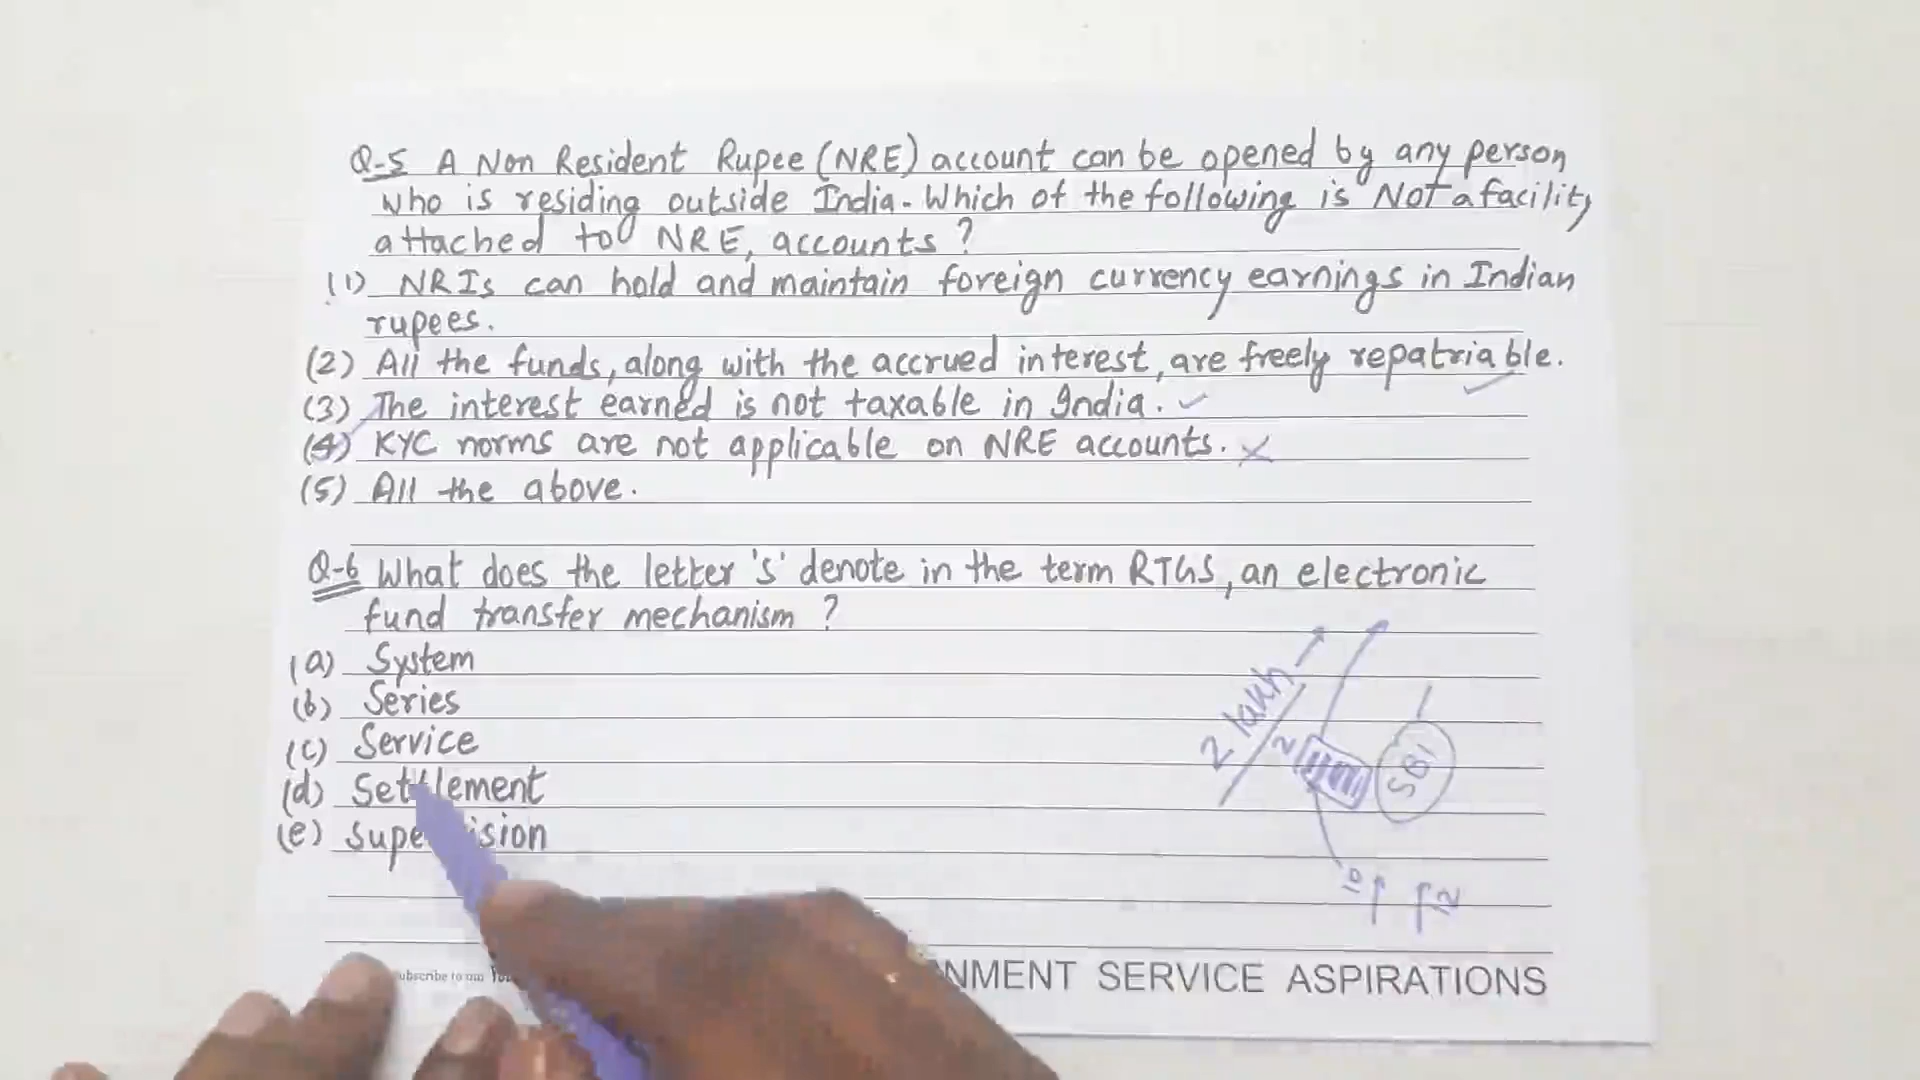 Q-5 A Non Resident Rupee (NRE) account can be opened by any person
who is residing outside India. Which of the following is Not a facility
attached to NRE, accounts ?
(1) NRIs can hold and maintain foreign currency earnings in Indian
rupees.
(2) All the funds, along with the accrued interest, are freely repatriable.
(3) The interest earned is not taxable in India.
(4) KYC norms are not applicable on NRE accounts.
(5) All the above.
Q-6 What does the letter 's' denote in the term RTGS, an electronic
fund transfer mechanism ?
(a) System
(b) Series
(c) Service
(d) Settlement
(e) 
2 lakh
SBI
ubscribe to our
NMENT SERVICE ASPIRATIONS